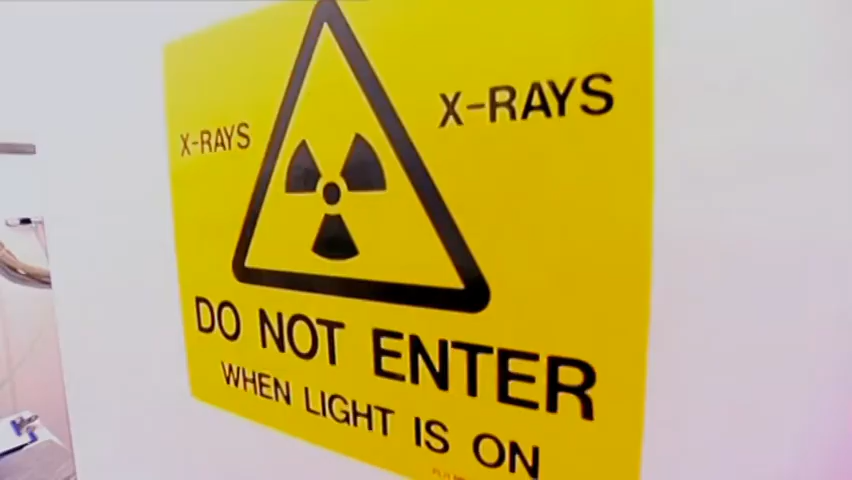 X-RAYS X-RAYS
DO NOT ENTER
WHEN LIGHT IS ON